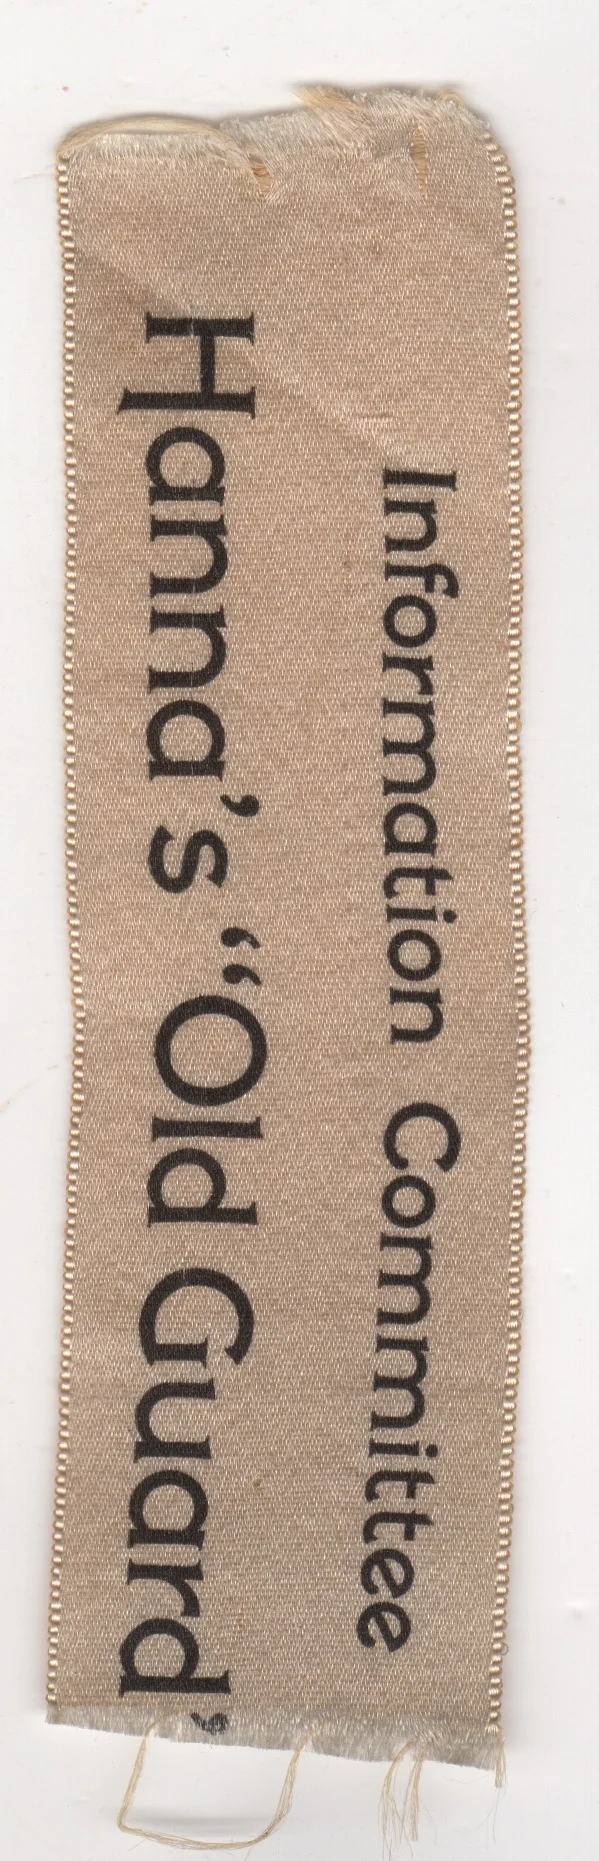 Information Committee
Hanna's "Old Guard"